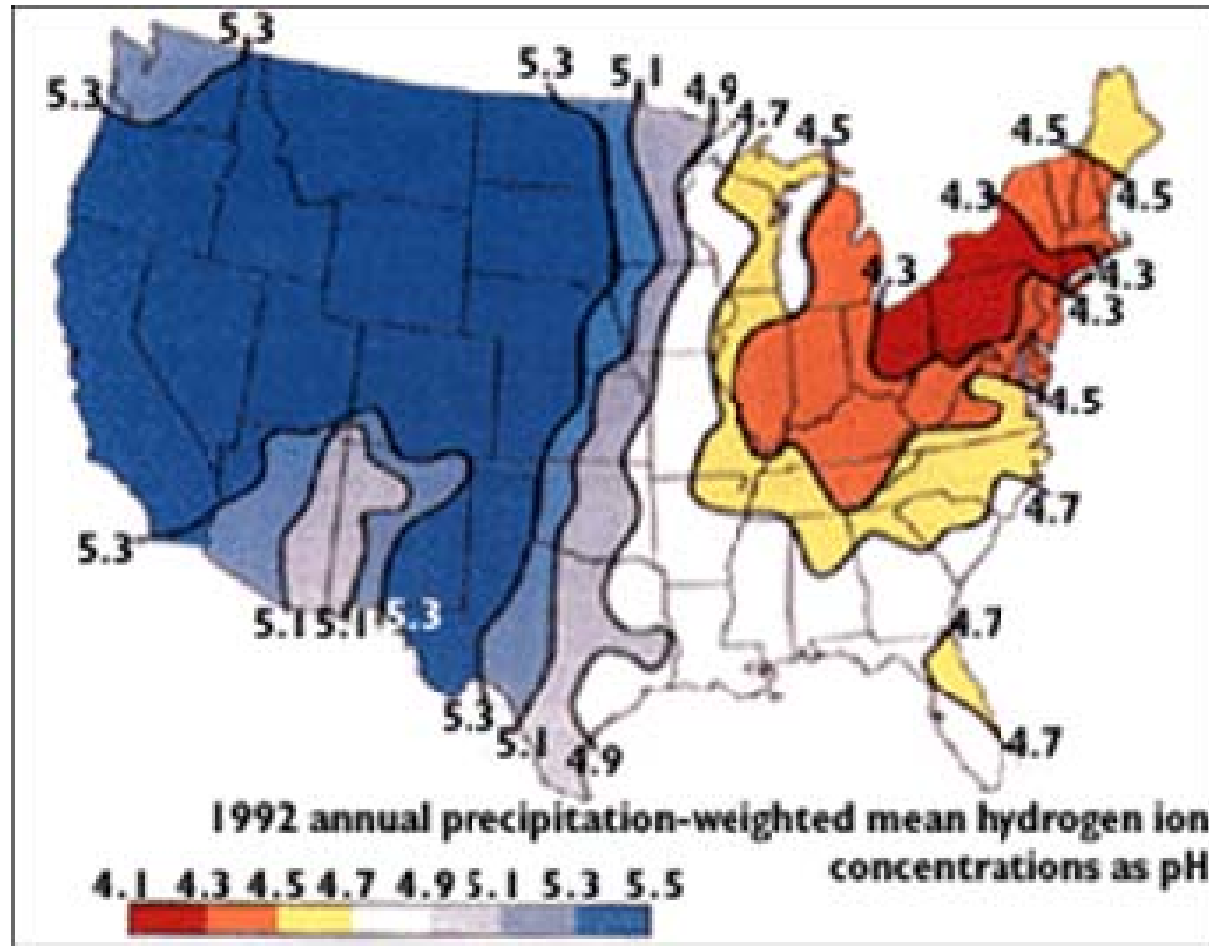 5.3
5.3 5.1
5.3 4.9
4.7 4.5 4.5
4.3 4.5
4.3 4.3
4.3
4.5
4.7
5.3
5.1 5.1 5.3 4.7
5.3
5.1 4.9 4.7
1992 annual precipitation-weighted mean hydrogen ion
concentrations as pH
4.1 4.3 4.5 4.7 4.9 5.1 5.3 5.5